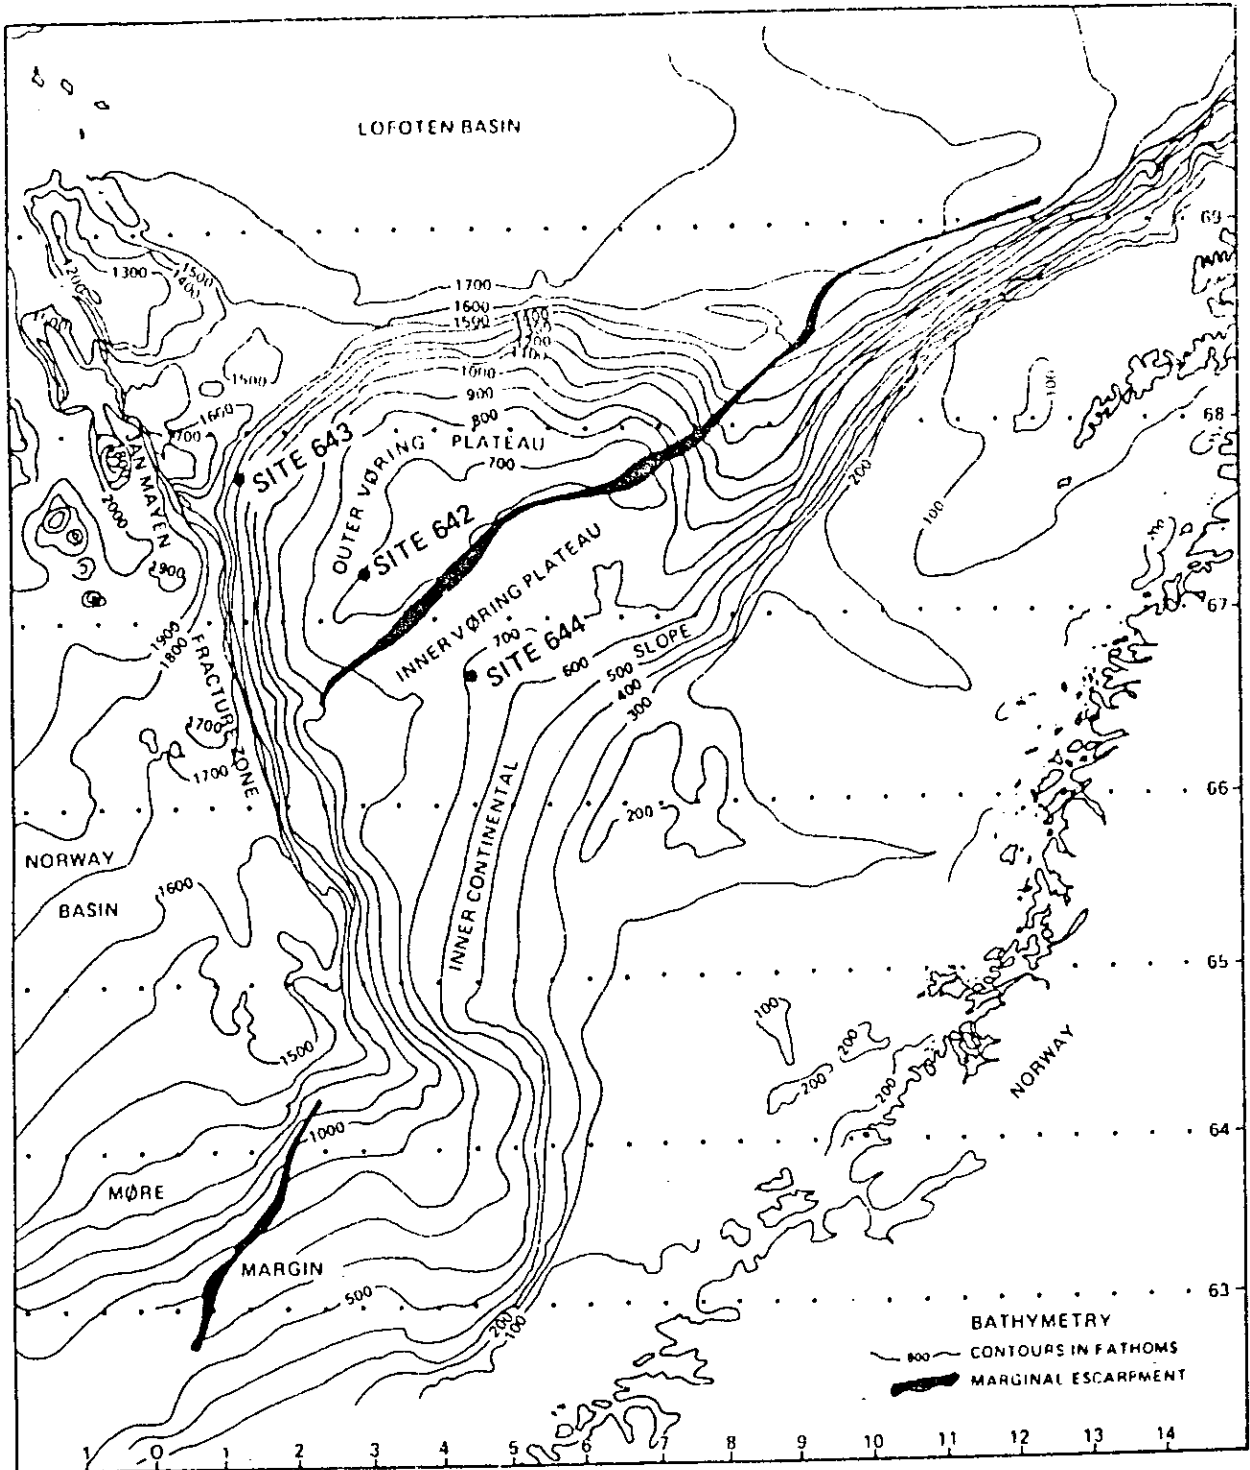 LOFOTEN BASIN
69
1300
1200
1500
1400
1700
1600
1500
1400
1200
1100
1000
900
800
700
1500
1600
68
100
200
100
OUTER VØRING PLATEAU
SITE 643
SITE 642
JAN MAYEN
2000
1900
67
INNER VØRING PLATEAU
700
SITE 644
600
500
400
300
SLOPE
1900
1800
FRACTURE ZONE
1700
1700
66
200
INNER CONTINENTAL
NORWAY
BASIN
1600
65
100
200
200
200
1500
NORWAY
64
1000
MØRE
MARGIN
500
63
200
100
BATHYMETRY
800 CONTOURS IN FATHOMS
MARGINAL ESCARPMENT
1 0 1 2 3 4 5 6 7 8 9 10 11 12 13 14